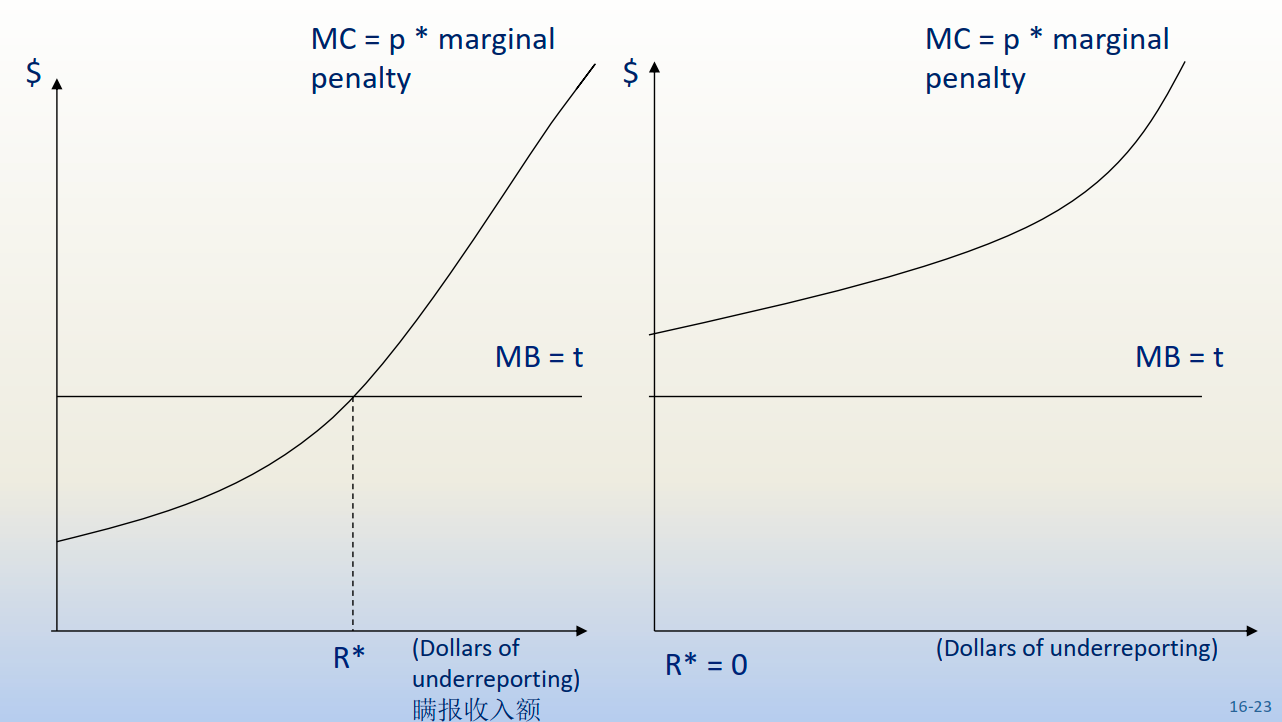 MC = p * marginal
penalty
$
MB = t
R*
(Dollars of
underreporting)
瞒报收入额
MC = p * marginal
penalty
$
MB = t
R* = 0
(Dollars of underreporting)
16-23